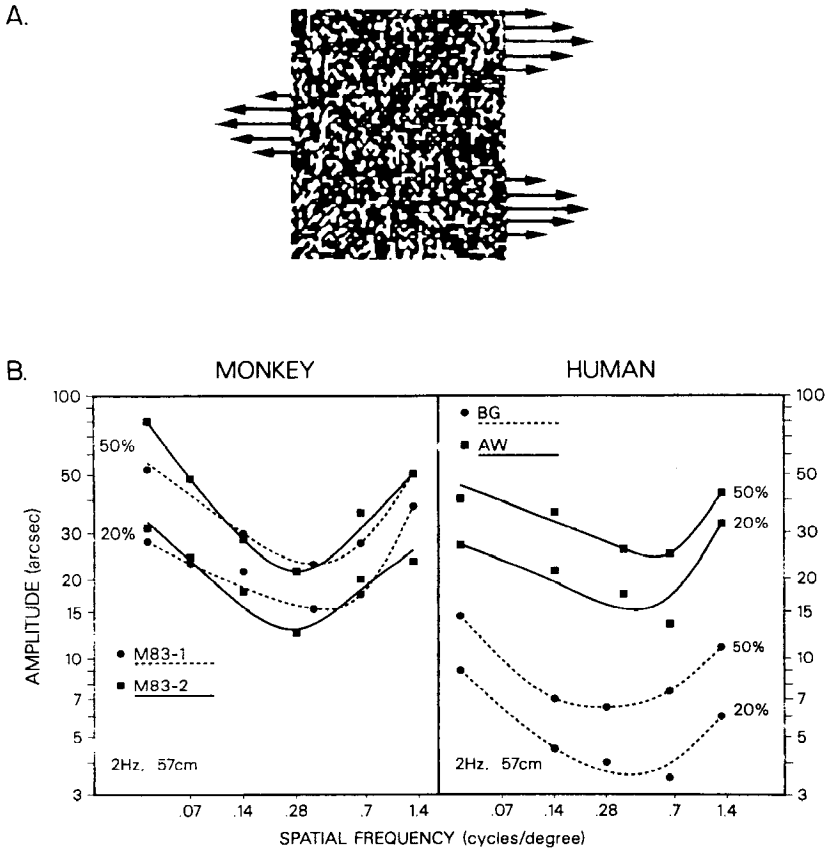 A.
B.
MONKEY
HUMAN
100
50
30
20
15
10
7
5
3
AMPLITUDE (arcsec)
50%
20%
M83-1
M83-2
2Hz. 57cm
.07 .14 .28 .7 1.4
BG
AW
50%
20%
50%
20%
2Hz. 57cm
.07 .14 .28 .7 1.4
100
50
30
20
15
10
7
5
3
SPATIAL FREQUENCY (cycles/degree)